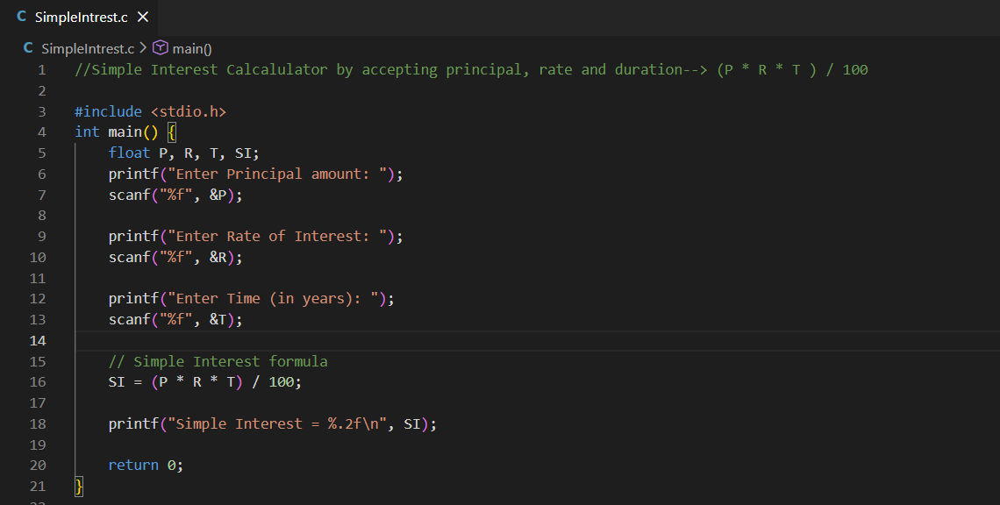 C SimpleIntrest.c ×
C SimpleIntrest.c > main()
1 //Simple Interest Calcalulator by accepting principal, rate and duration--> (P * R * T ) / 100
2
3 #include <stdio.h>
4 int main() {
5 float P, R, T, SI;
6 printf("Enter Principal amount: ");
7 scanf("%f", &P);
8
9 printf("Enter Rate of Interest: ");
10 scanf("%f", &R);
11
12 printf("Enter Time (in years): ");
13 scanf("%f", &T);
14
15 // Simple Interest formula
16 SI = (P * R * T) / 100;
17
18 printf("Simple Interest = %.2f\n", SI);
19
20 return 0;
21 }